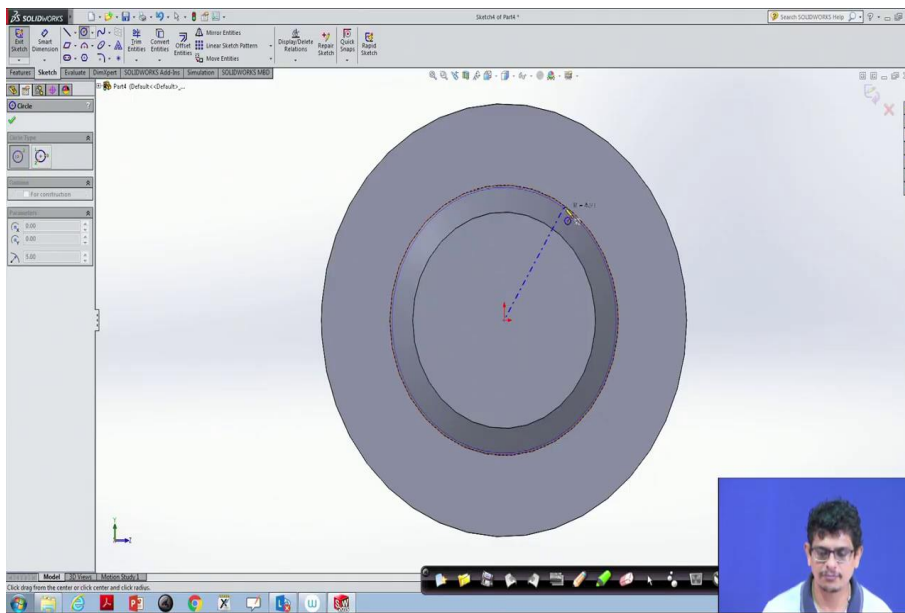 SOLIDWORKS
Sketch4 of Part4 *
Search SOLIDWORKS Help
Exit Sketch
Smart Dimension
Trim Entities
Convert Entities
Offset Entities
Mirror Entities
Linear Sketch Pattern
Move Entities
Display/Delete Relations
Repair Sketch
Quick Snaps
Rapid Sketch
Features Sketch Evaluate DimXpert SOLIDWORKS Add-Ins Simulation SOLIDWORKS MBD
Part4 (Default<<Default>_...
Circle ?
Circle Type
For construction
Parameters
0.00
0.00
5.00
Y
Z
Model 3D Views Motion Study 1
Click drag from the center or click center and click radius.